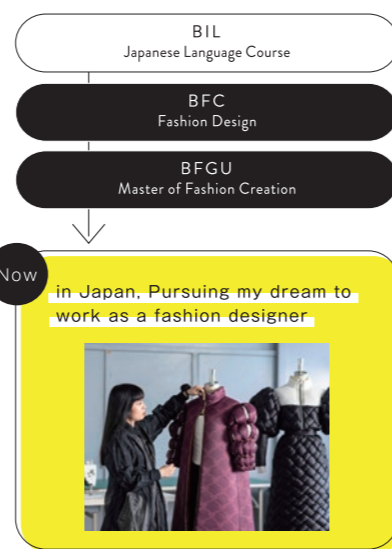 BIL
Japanese Language Course
BFC
Fashion Design
BFGU
Master of Fashion Creation
Now
in Japan, Pursuing my dream to
work as a fashion designer